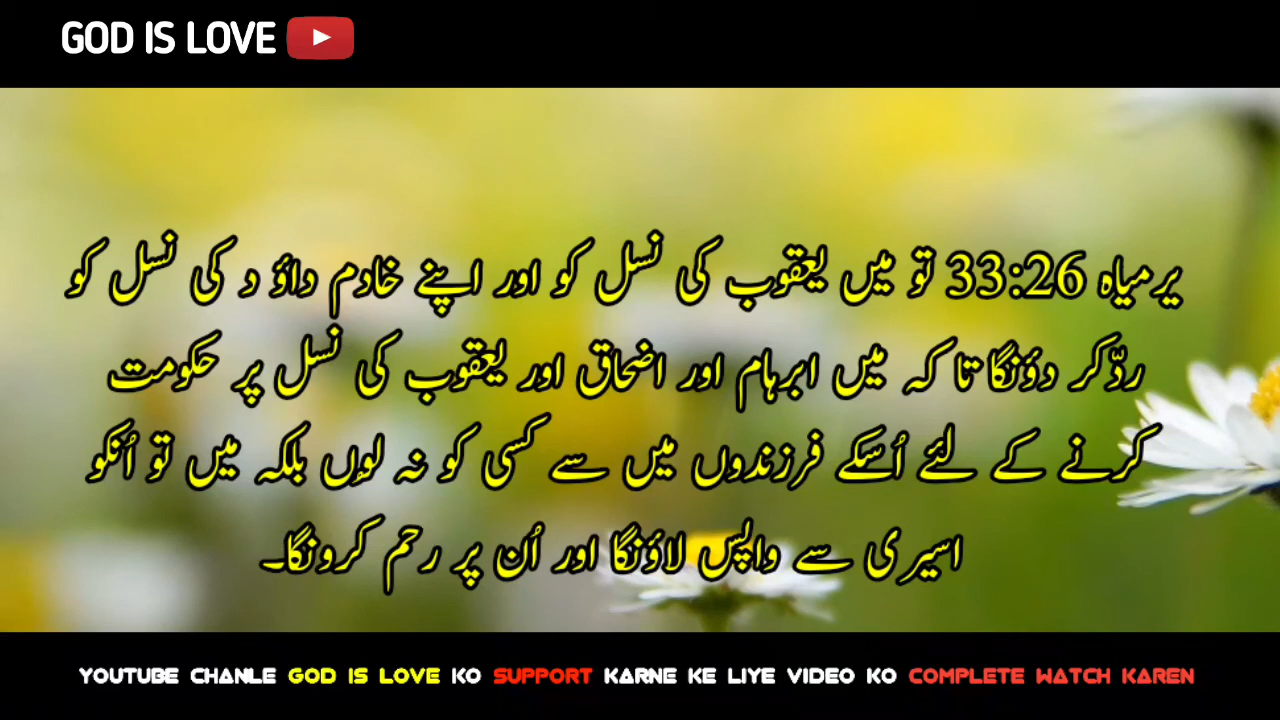 GOD IS LOVE
یرمیاہ 33:26 تو میں یعقوب کی نسل کو اور اپنے خادم داؤ د کی نسل کو
ردّکر دؤنگا تا کہ میں ابرہام اور اضحاق اور یعقوب کی نسل پر حکومت
کرنے کے لئے اُسکے فرزندوں میں سے کسی کو نہ لوں بلکہ میں تو اُنکو
اسیری سے واپس لاؤنگا اور اُن پر رحم کرونگا۔
YOUTUBE CHANLE GOD IS LOVE KO SUPPORT KARNE KE LIYE VIDEO KO COMPLETE WATCH KAREN